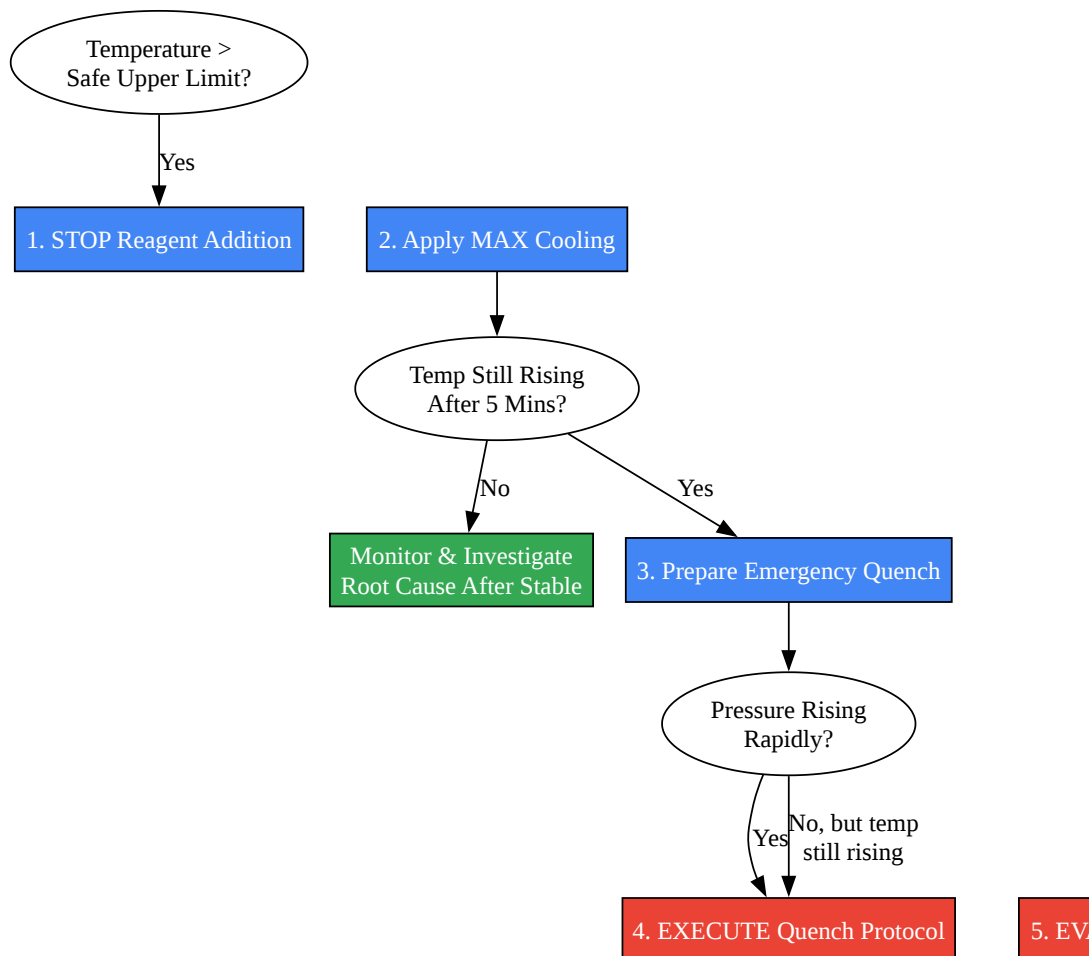 Temperature >
Safe Upper Limit?
Yes
1. STOP Reagent Addition
2. Apply MAX Cooling
Temp Still Rising
After 5 Mins?
No
Yes
Monitor & Investigate
Root Cause After Stable
3. Prepare Emergency Quench
Pressure Rising
Rapidly?
Yes
No, but temp
still rising
4. EXECUTE Quench Protocol
5.